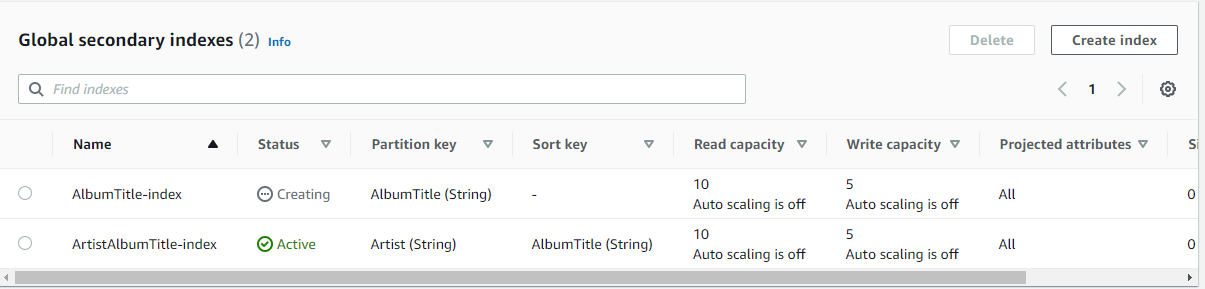 Global secondary indexes (2) Info
Delete
Create index
Find indexes
1
Name Status Partition key Sort key Read capacity Write capacity Projected attributes
AlbumTitle-index Creating AlbumTitle (String) - 10 Auto scaling is off 5 Auto scaling is off All 0
ArtistAlbumTitle-index Active Artist (String) AlbumTitle (String) 10 Auto scaling is off 5 Auto scaling is off All 0